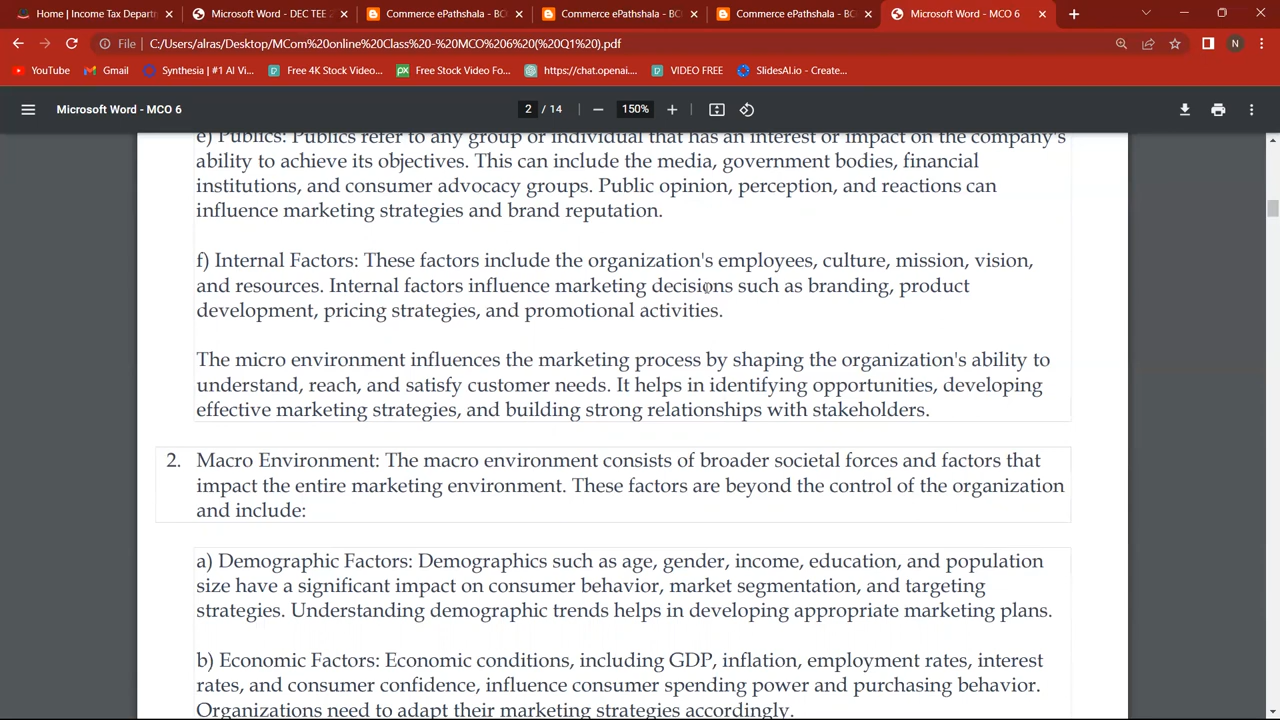 Home | Income Tax Depart
Microsoft Word - DEC TEE 2
Commerce ePathshala - BC
Commerce ePathshala - BC
Commerce ePathshala - BC
Microsoft Word - MCO 6
File
C:/Users/alras/Desktop/MCom%20online%20Class%20-%20MCO%206%20(%20Q1%20).pdf
N
YouTube
Gmail
Synthesia | #1 AI Vi...
Free 4K Stock Video...
Free Stock Video Fo...
https://chat.openai....
VIDEO FREE
SlidesAI.io - Create...
Microsoft Word - MCO 6
2 / 14
150%
e) Publics: Publics refer to any group or individual that has an interest or impact on the company's
ability to achieve its objectives. This can include the media, government bodies, financial
institutions, and consumer advocacy groups. Public opinion, perception, and reactions can
influence marketing strategies and brand reputation.
f) Internal Factors: These factors include the organization's employees, culture, mission, vision,
and resources. Internal factors influence marketing decisions such as branding, product
development, pricing strategies, and promotional activities.
The micro environment influences the marketing process by shaping the organization's ability to
understand, reach, and satisfy customer needs. It helps in identifying opportunities, developing
effective marketing strategies, and building strong relationships with stakeholders.
2. Macro Environment: The macro environment consists of broader societal forces and factors that
impact the entire marketing environment. These factors are beyond the control of the organization
and include:
a) Demographic Factors: Demographics such as age, gender, income, education, and population
size have a significant impact on consumer behavior, market segmentation, and targeting
strategies. Understanding demographic trends helps in developing appropriate marketing plans.
b) Economic Factors: Economic conditions, including GDP, inflation, employment rates, interest
rates, and consumer confidence, influence consumer spending power and purchasing behavior.
Organizations need to adapt their marketing strategies accordingly.